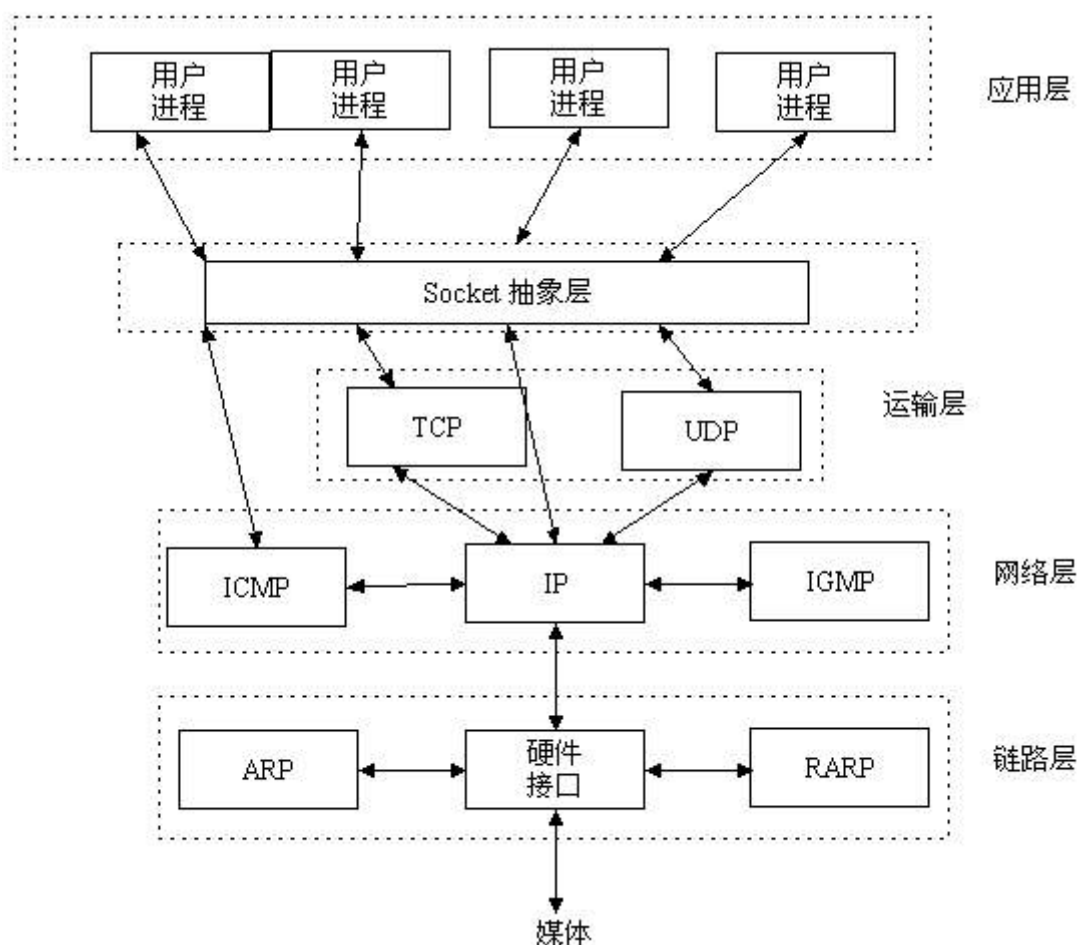 用户
进程
用户
进程
用户
进程
用户
进程
应用层
Socket 抽象层
TCP
UDP
运输层
ICMP
IP
IGMP
网络层
ARP
硬件
接口
RARP
链路层
媒体